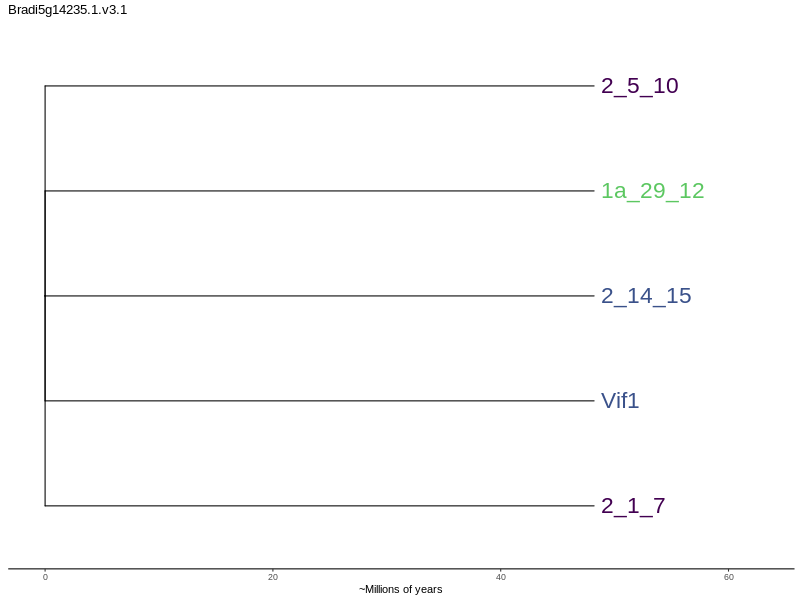 Bradi5g14235.1.v3.1
2_5_10
1a_29_12
2_14_15
Vif1
2_1_7
0 20 40 60
~Millions of years